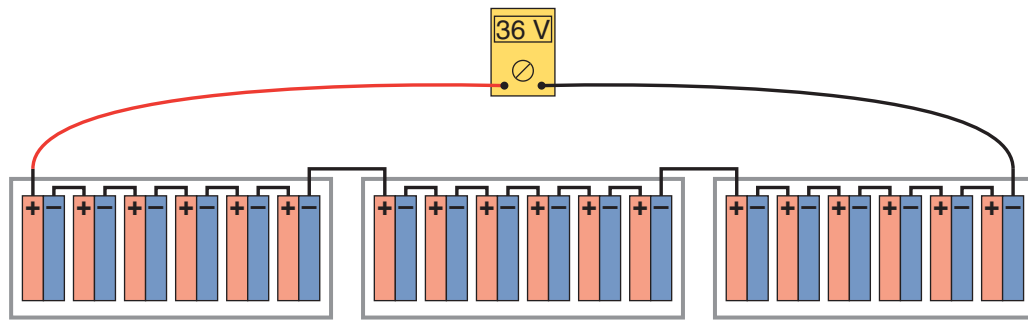 36 V
+ − + − + − + − + − + − + − + − + − + − + − + − + − + − + − + − + − + −